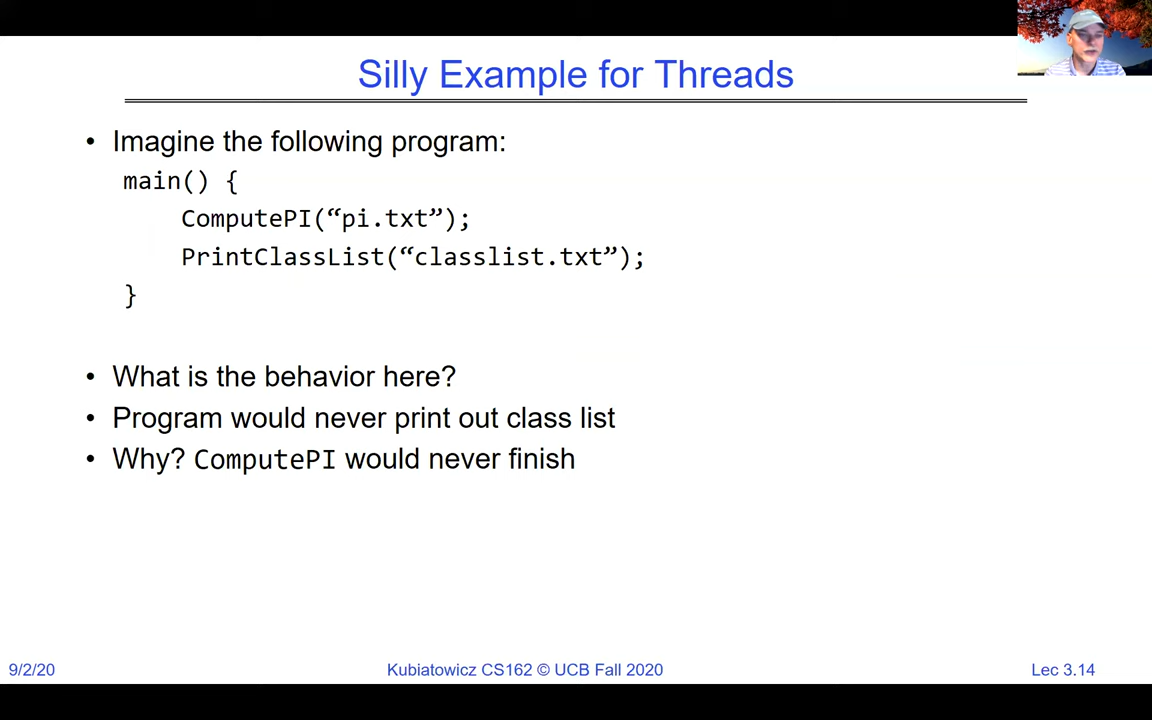 Silly Example for Threads
• Imagine the following program:
main() {
ComputePI(“pi.txt”);
PrintClassList(“classlist.txt”);
}
• What is the behavior here?
• Program would never print out class list
• Why? ComputePI would never finish
9/2/20
Kubiatowicz CS162 © UCB Fall 2020
Lec 3.14